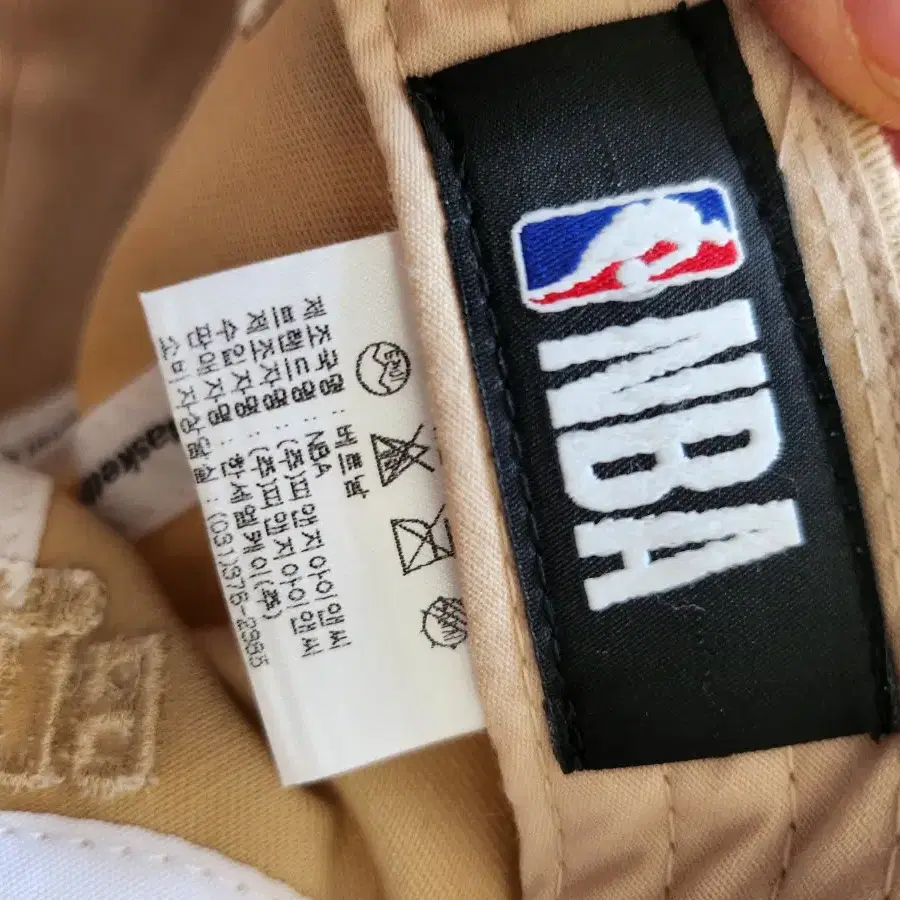 NBA
제조국명 : 베트남
브랜드명 : NBA
제조자명 : (주)피앤지아이앤씨
수입자명 : (주)피앤지아이앤씨
판매자명 : 한세엠케이(주)
소비자상담실 : (031)376-2985